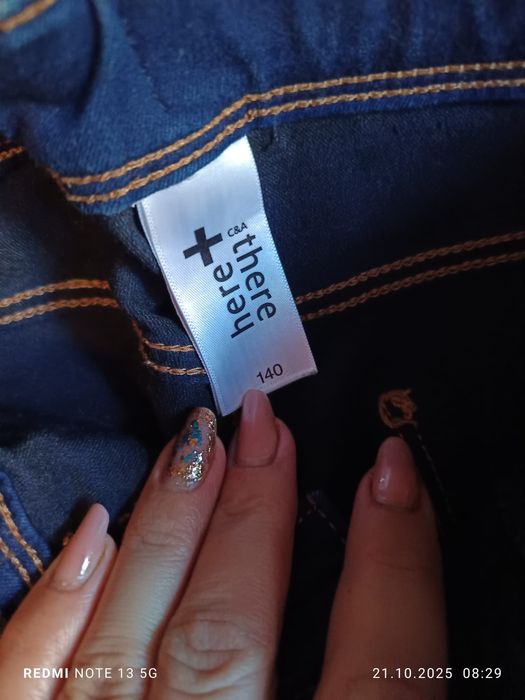 C&A
here+there
140
REDMI NOTE 13 5G
21.10.2025 08:29